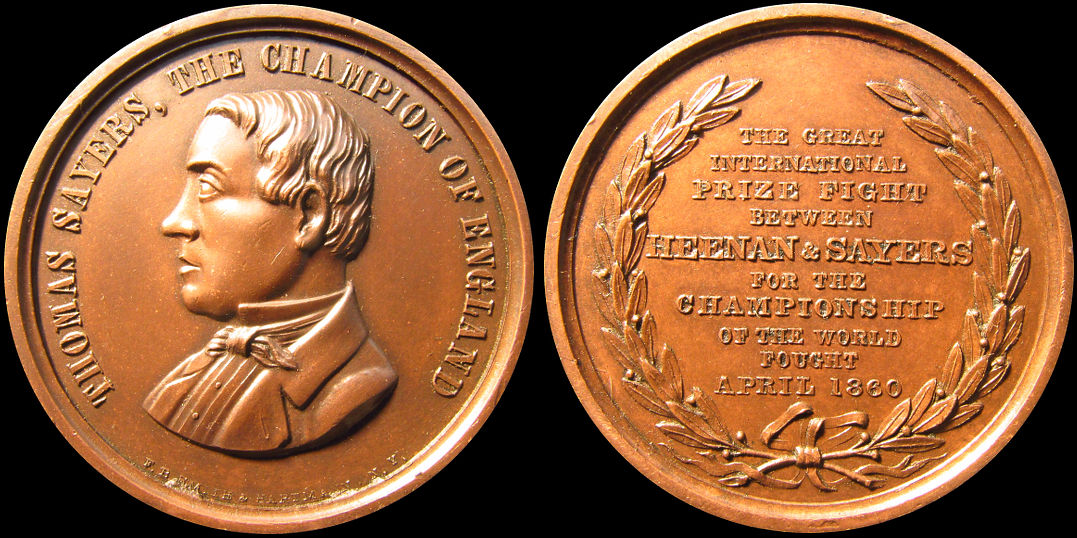 THOMAS SAYERS, THE CHAMPION OF ENGLAND
& HARTMANN. N.Y.
THE GREAT
INTERNATIONAL
PRIZE FIGHT
BETWEEN
HEENAN & SAYERS
FOR THE
CHAMPIONSHIP
OF THE WORLD
FOUGHT
APRIL 1860